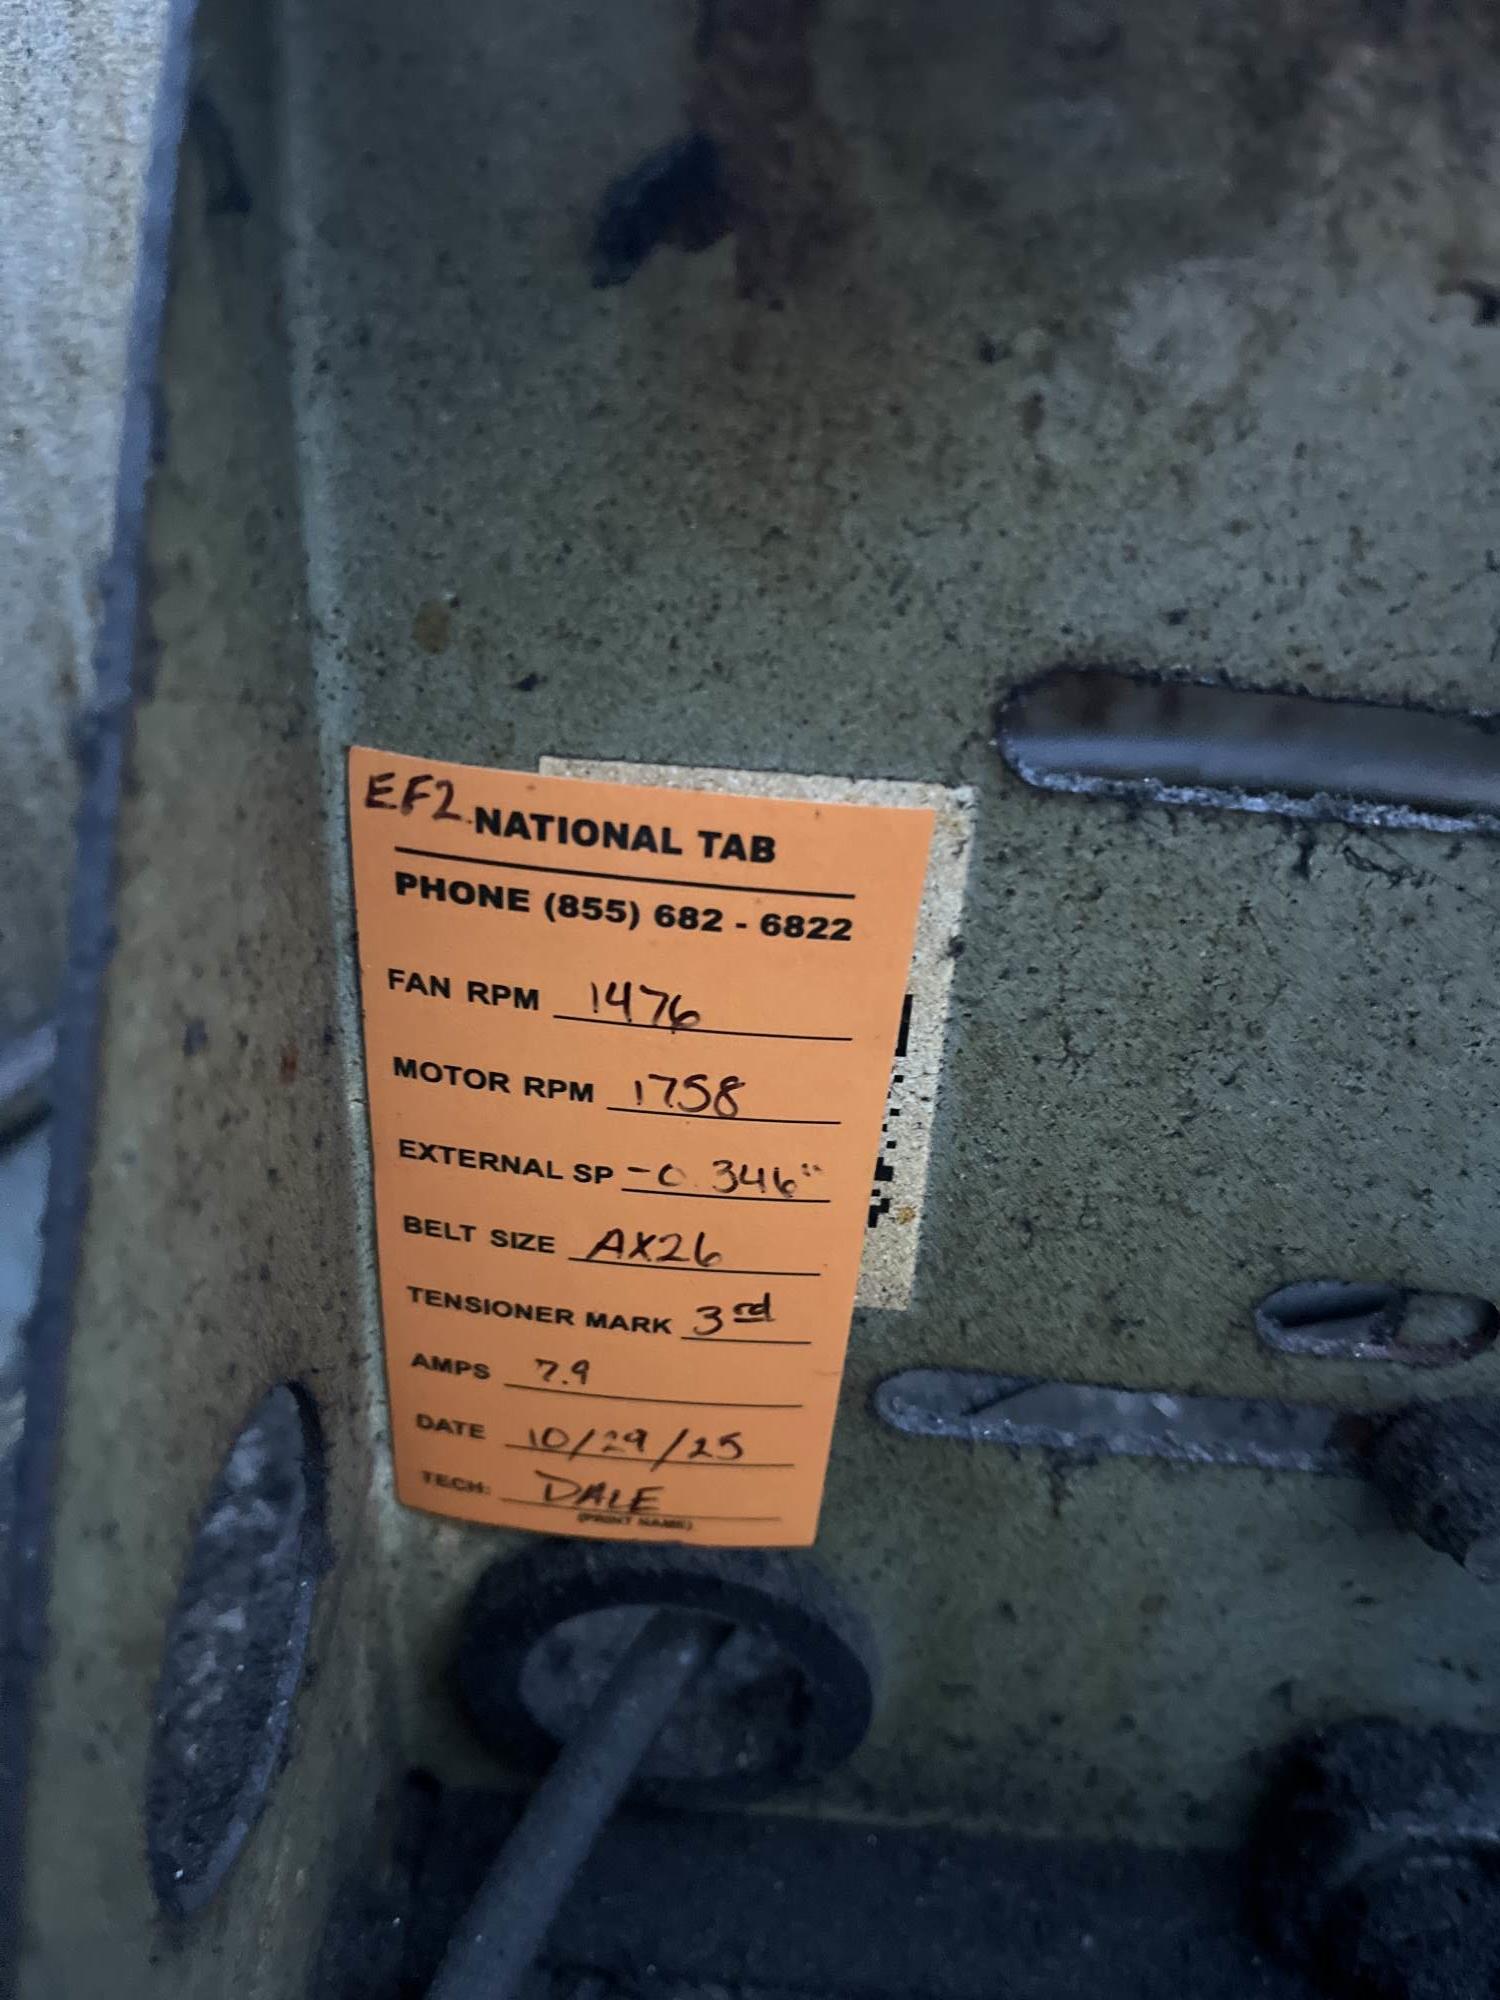 EF2 NATIONAL TAB
PHONE (855) 682 - 6822
FAN RPM 1476
MOTOR RPM 1758
EXTERNAL SP -0.346"
BELT SIZE AX26
TENSIONER MARK 3rd
AMPS 7.9
DATE 10/29/25
TECH: DALE
(PRINT NAME)